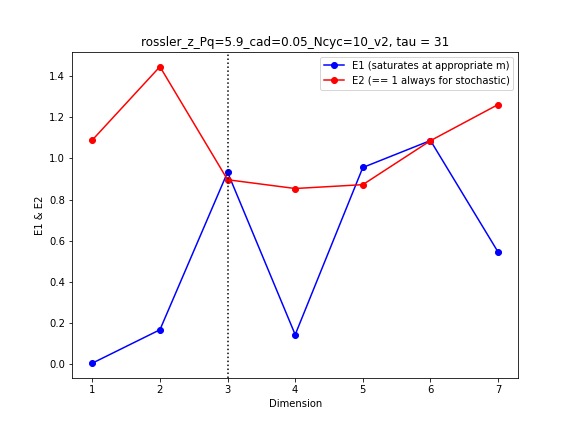 rossler_z_Pq=5.9_cad=0.05_Ncyc=10_v2, tau = 31
E1 (saturates at appropriate m)
E2 (== 1 always for stochastic)
1.4
1.2
1.0
0.8
0.6
0.4
0.2
0.0
E1 & E2
1 2 3 4 5 6 7
Dimension